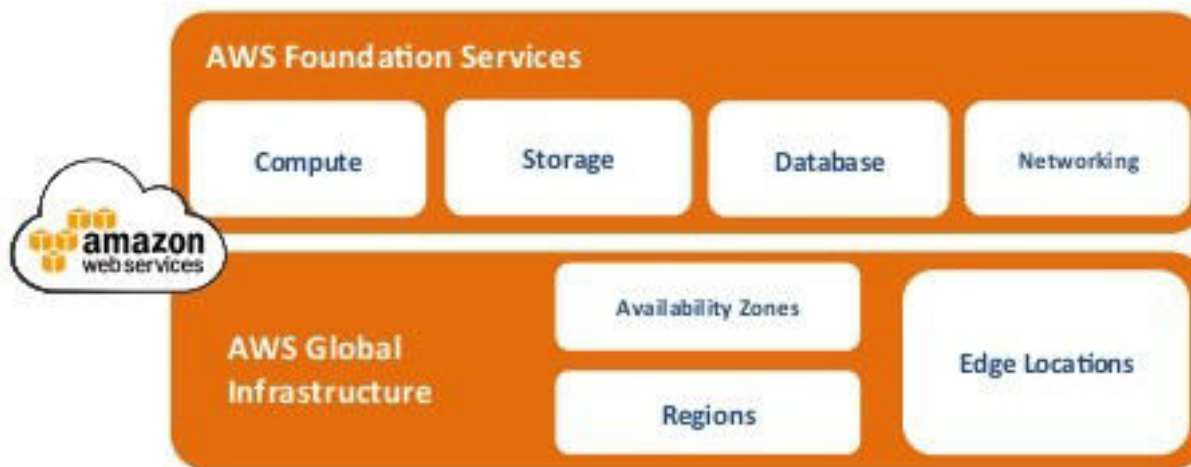 AWS Foundation Services
Compute
Storage
Database
Networking
amazon
web services
AWS Global
Infrastructure
Availability Zones
Regions
Edge Locations